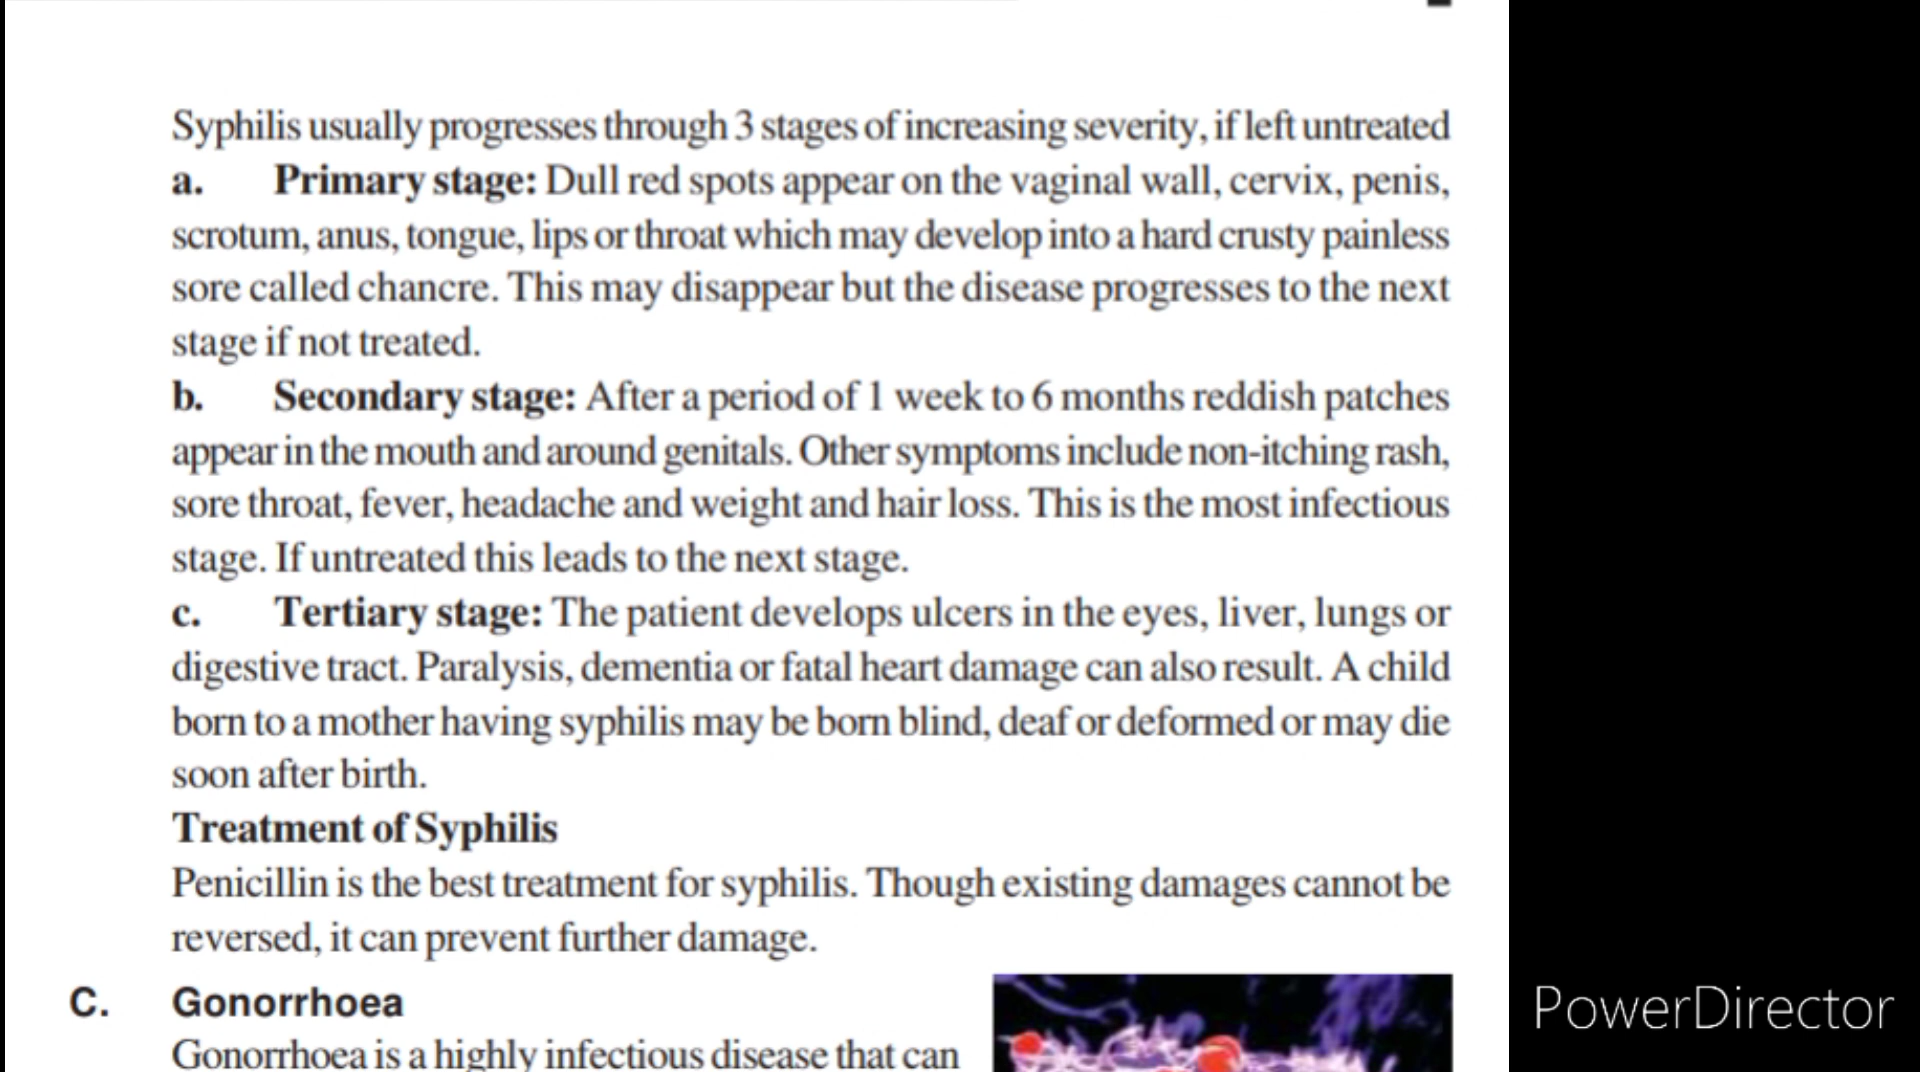 Syphilis usually progresses through 3 stages of increasing severity, if left untreated
a. Primary stage: Dull red spots appear on the vaginal wall, cervix, penis,
scrotum, anus, tongue, lips or throat which may develop into a hard crusty painless
sore called chancre. This may disappear but the disease progresses to the next
stage if not treated.
b. Secondary stage: After a period of 1 week to 6 months reddish patches
appear in the mouth and around genitals. Other symptoms include non-itching rash,
sore throat, fever, headache and weight and hair loss. This is the most infectious
stage. If untreated this leads to the next stage.
c. Tertiary stage: The patient develops ulcers in the eyes, liver, lungs or
digestive tract. Paralysis, dementia or fatal heart damage can also result. A child
born to a mother having syphilis may be born blind, deaf or deformed or may die
soon after birth.
Treatment of Syphilis
Penicillin is the best treatment for syphilis. Though existing damages cannot be
reversed, it can prevent further damage.
C. Gonorrhoea
Gonorrhoea is a highly infectious disease that can
PowerDirector